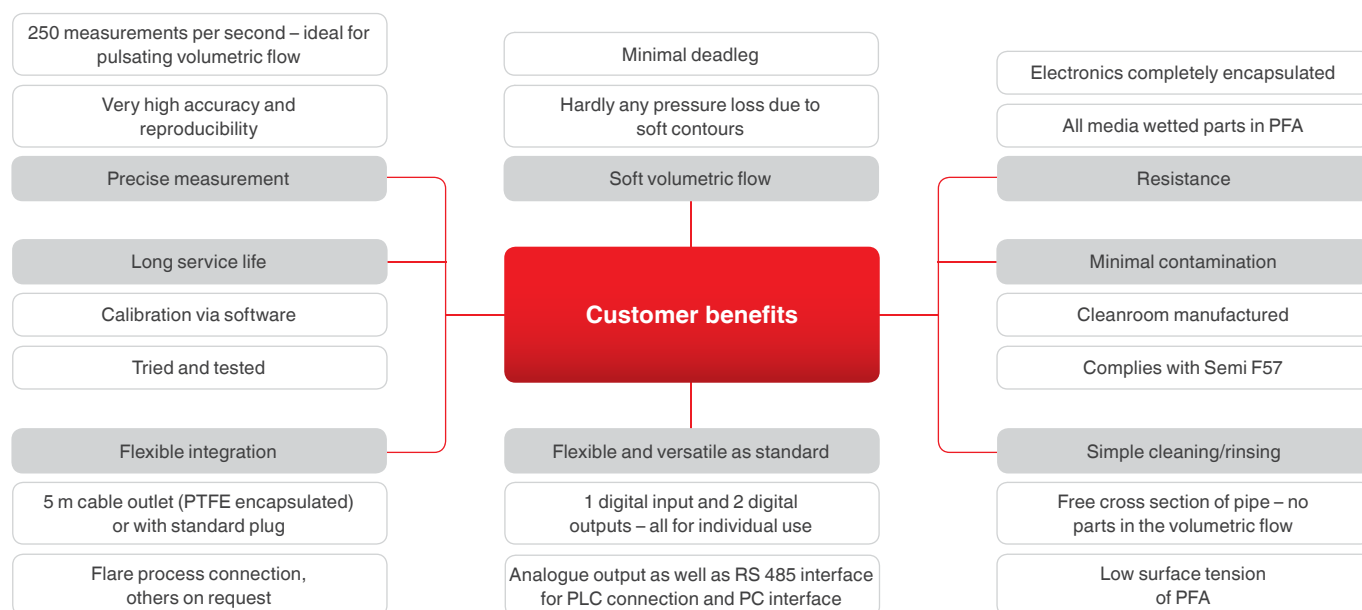 250 measurements per second – ideal for
pulsating volumetric flow
Very high accuracy and
reproducibility
Precise measurement
Long service life
Calibration via software
Tried and tested
Flexible integration
5 m cable outlet (PTFE encapsulated)
or with standard plug
Flare process connection,
others on request
Minimal deadleg
Hardly any pressure loss due to
soft contours
Soft volumetric flow
Customer benefits
Flexible and versatile as standard
1 digital input and 2 digital
outputs – all for individual use
Analogue output as well as RS 485 interface
for PLC connection and PC interface
Electronics completely encapsulated
All media wetted parts in PFA
Resistance
Minimal contamination
Cleanroom manufactured
Complies with Semi F57
Simple cleaning/rinsing
Free cross section of pipe – no
parts in the volumetric flow
Low surface tension
of PFA